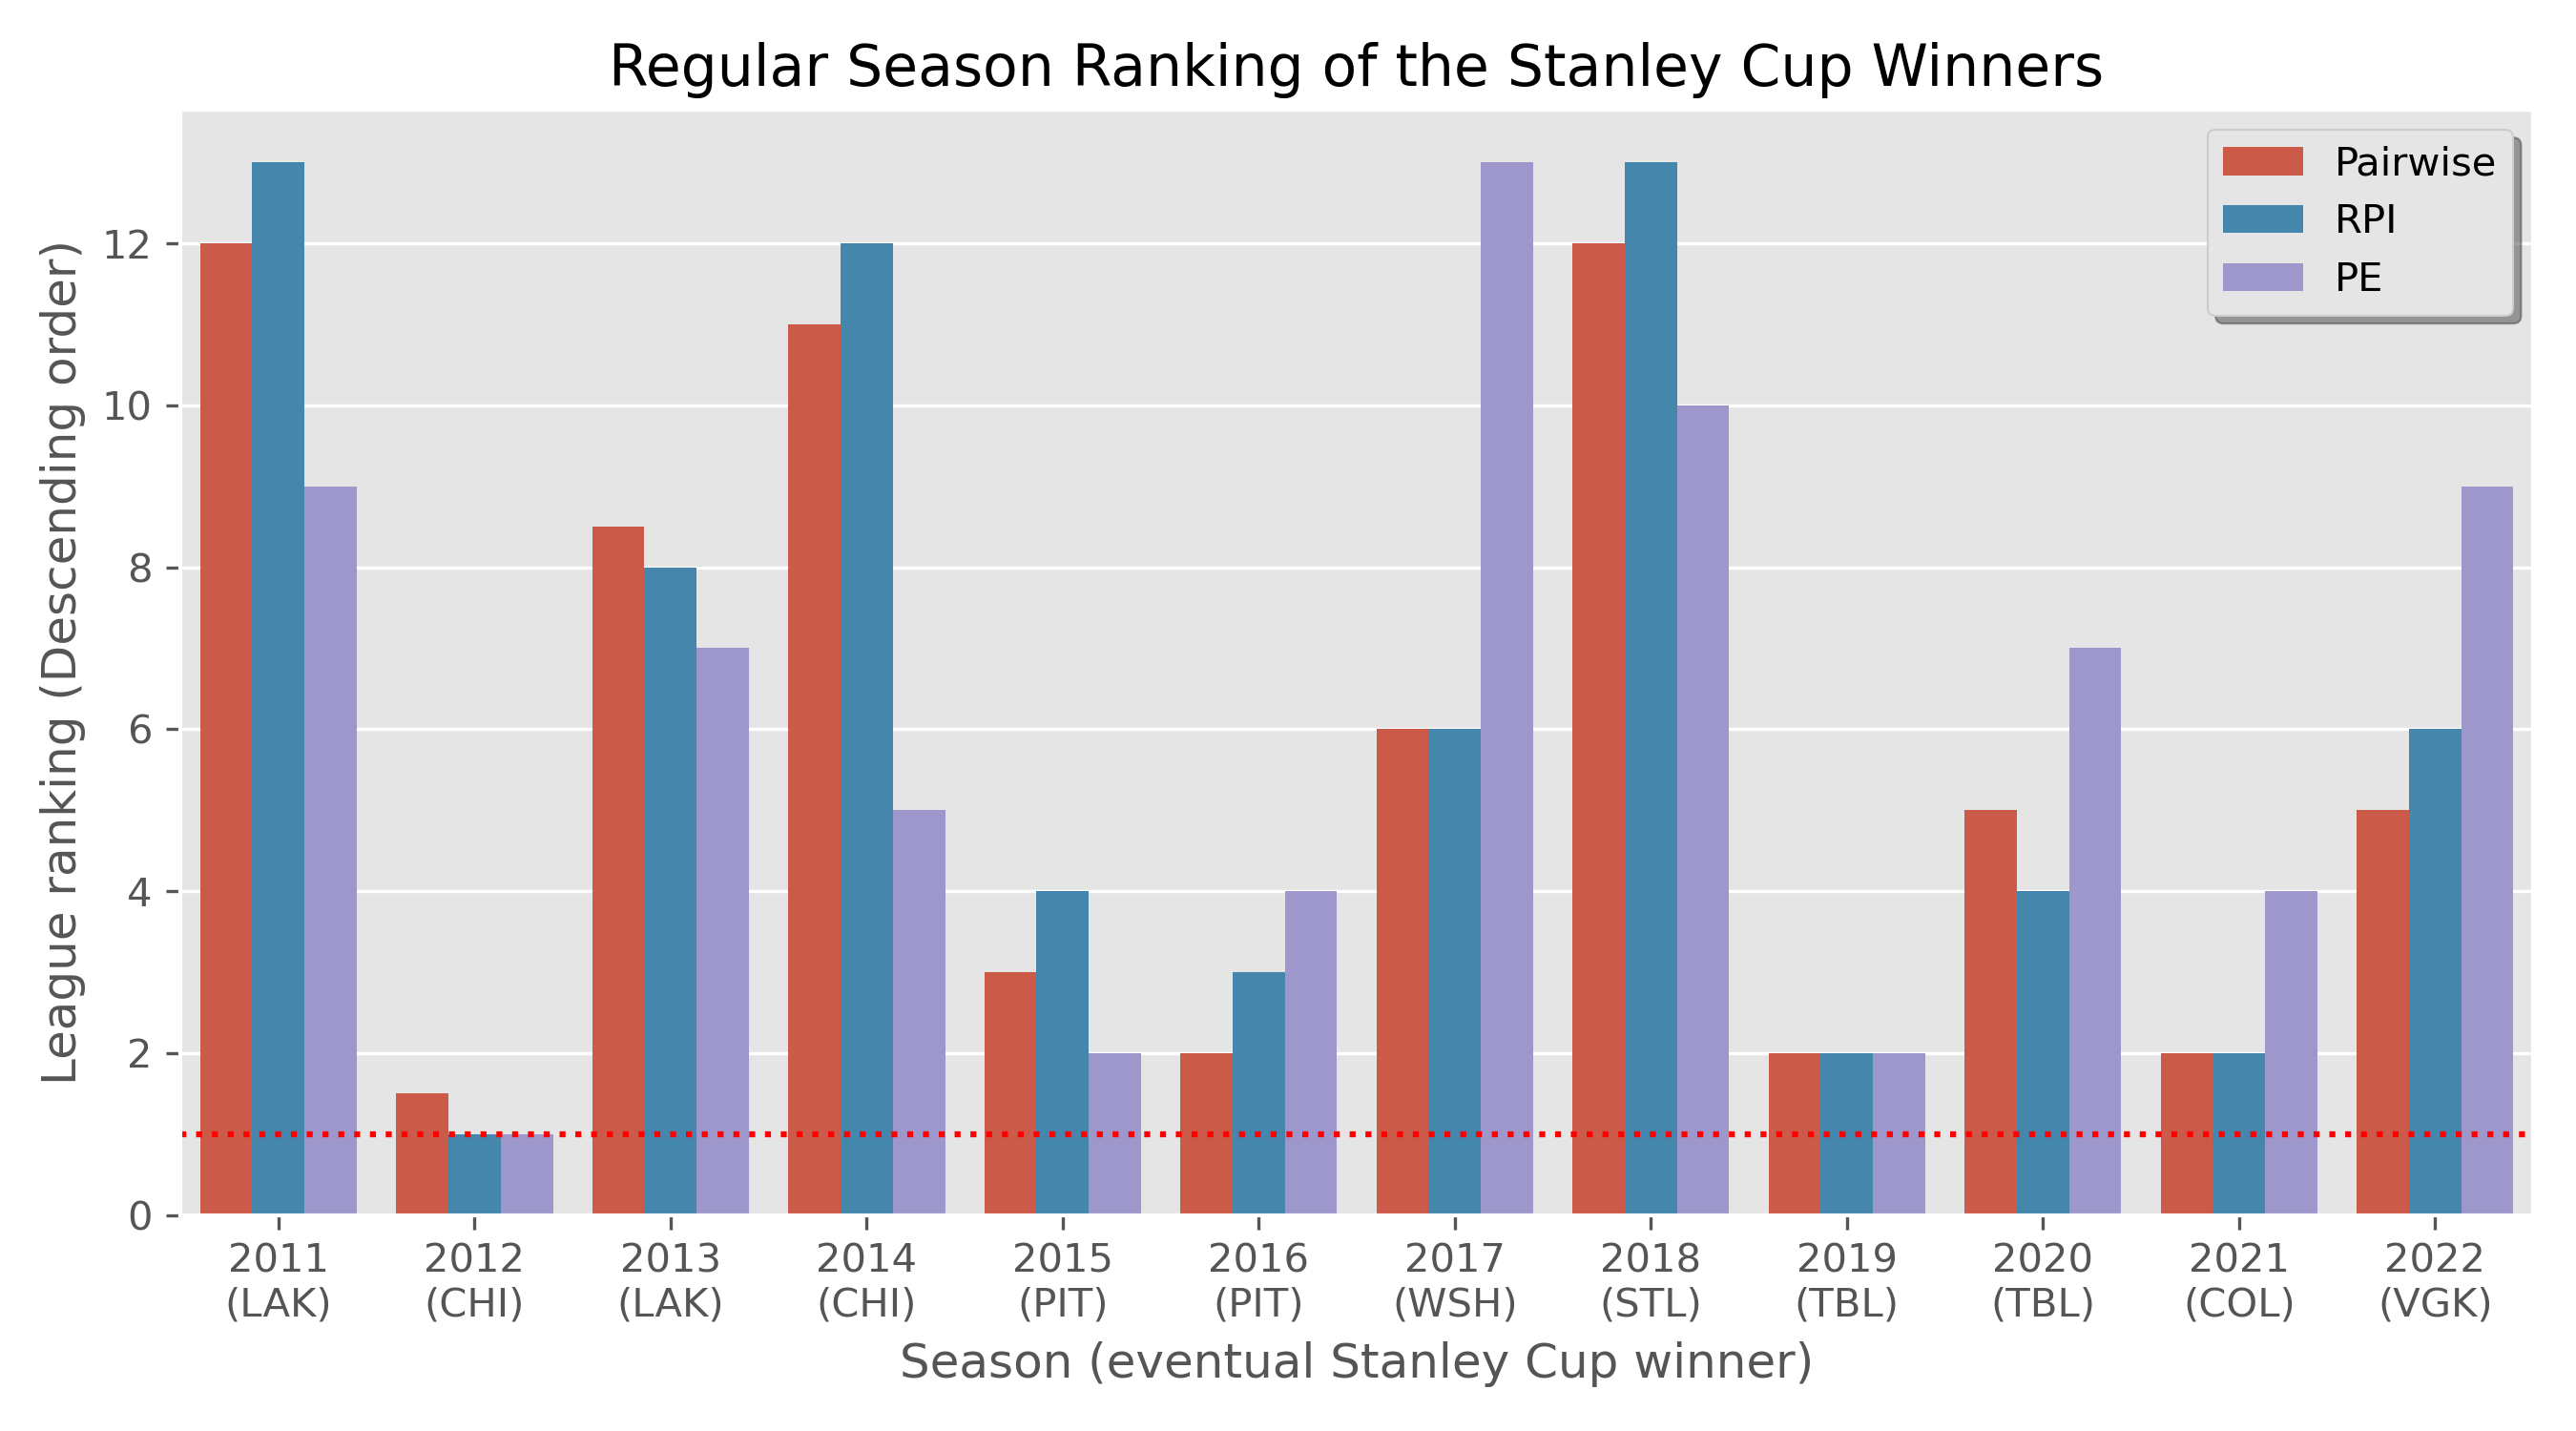 Regular Season Ranking of the Stanley Cup Winners
Pairwise
RPI
PE
League ranking (Descending order)
12
10
8
6
4
2
0
2011 2012 2013 2014 2015 2016 2017 2018 2019 2020 2021 2022
(LAK) (CHI) (LAK) (CHI) (PIT) (PIT) (WSH) (STL) (TBL) (TBL) (COL) (VGK)
Season (eventual Stanley Cup winner)